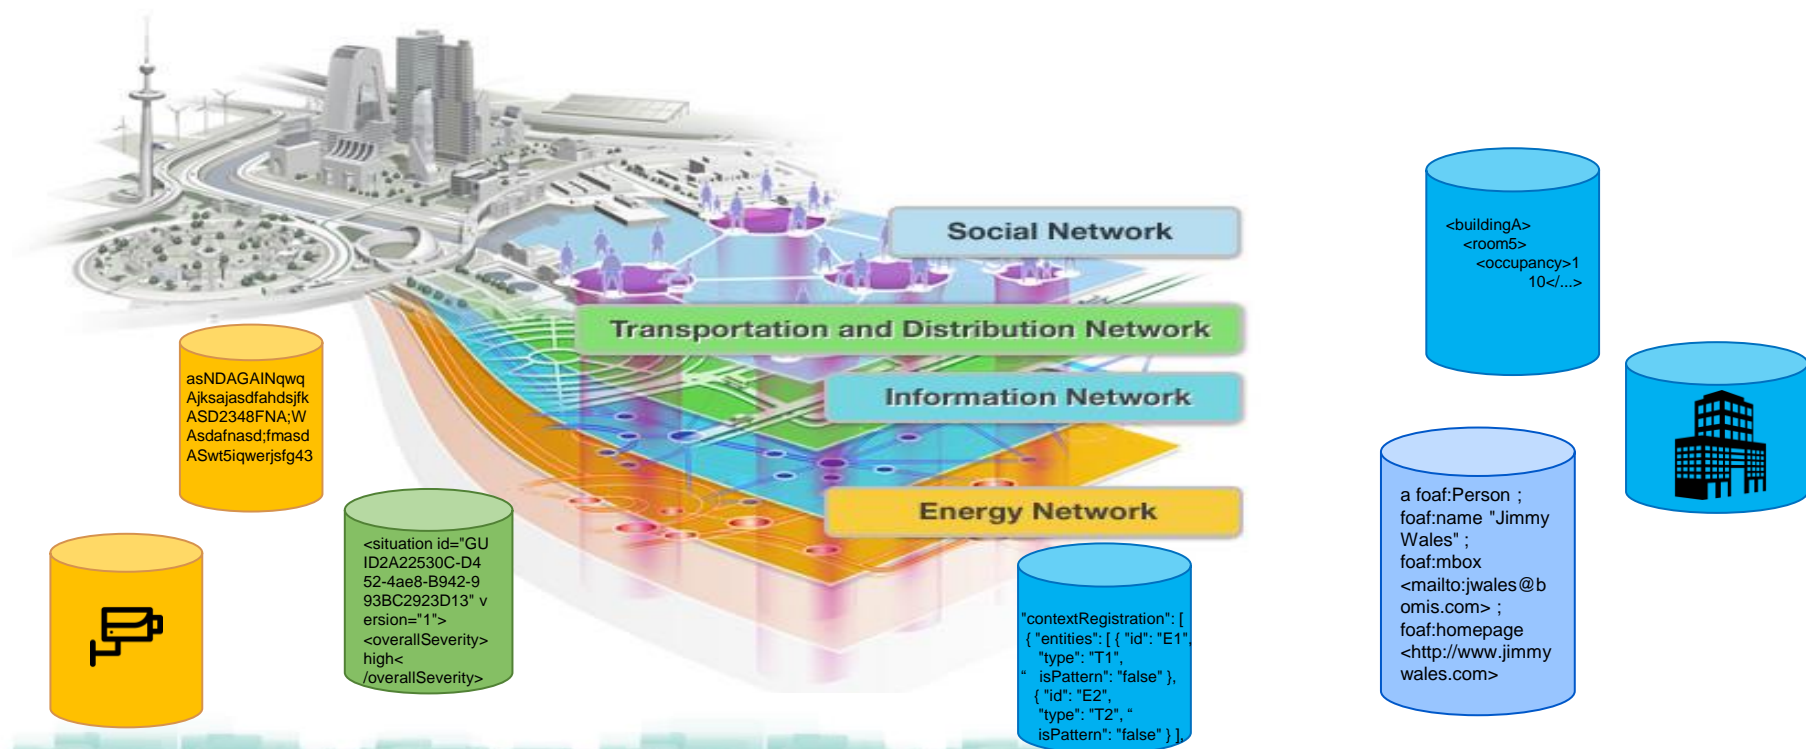 Social Network
Transportation and Distribution Network
Information Network
Energy Network
asNDAGAINqwq
Ajksajasdfahdsjfk
ASD2348FNA;W
Asdafnasd;fmasd
ASwt5iqwerjsfg43
<situation id="GU
ID2A22530C-D4
52-4ae8-B942-9
93BC2923D13" v
ersion="1">
<overallSeverity>
high<
/overallSeverity>
"contextRegistration": [
{ "entities": [ { "id": "E1",
"type": "T1",
“ isPattern": "false" },
{ "id": "E2",
"type": "T2", “
isPattern": "false" } ],
<buildingA>
<room5>
<occupancy>1
10</...>
a foaf:Person ;
foaf:name "Jimmy
Wales" ;
foaf:mbox
<mailto:jwales@b
omis.com> ;
foaf:homepage
<http://www.jimmy
wales.com>